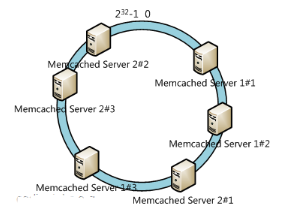 2³²-1 0
Memcached Server 2#2
Memcached Server 1#1
Memcached Server 2#3
Memcached Server 1#2
Memcached Server 1#3
Memcached Server 2#1